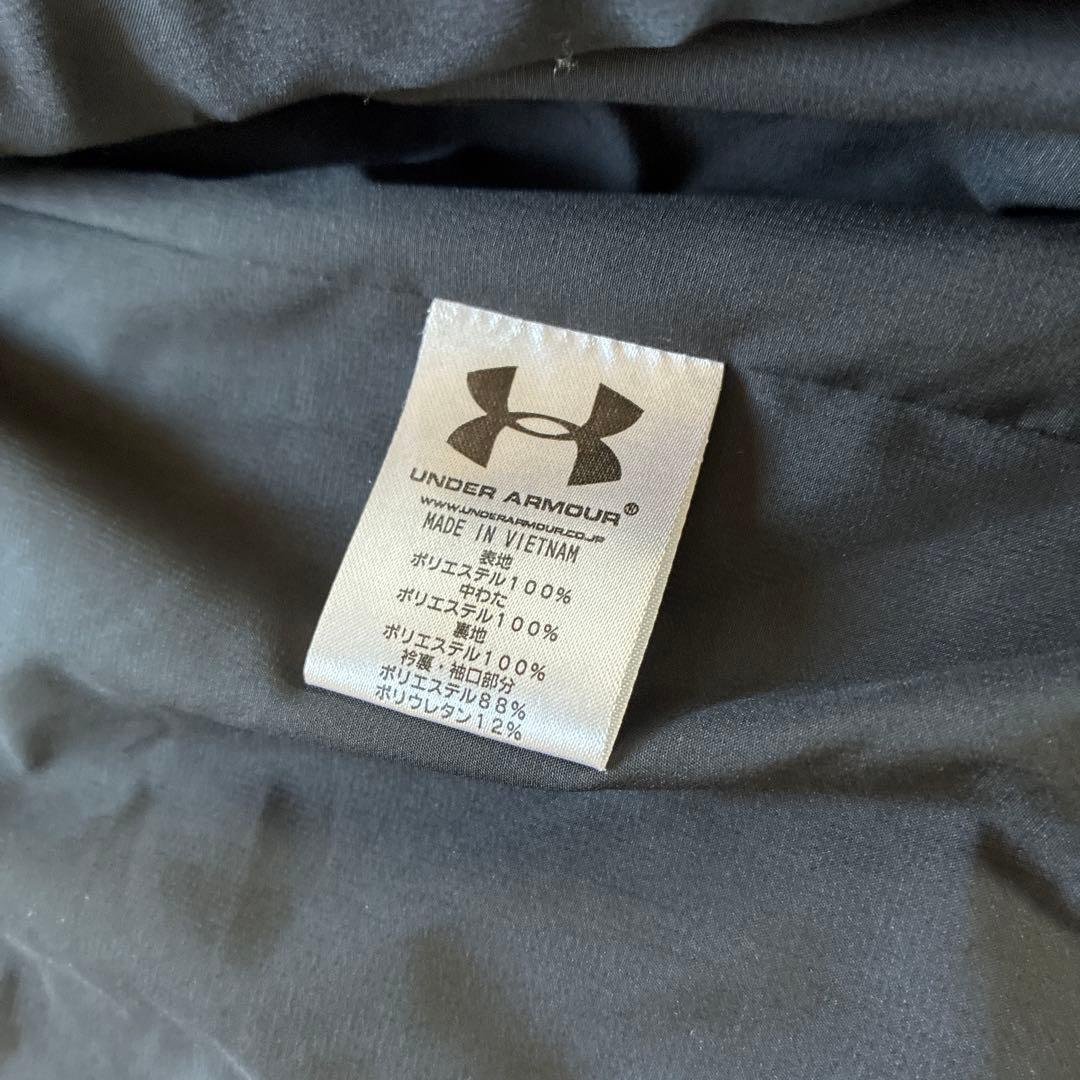 UNDER ARMOUR®
WWW.UNDERARMOUR.CO.JP
MADE IN VIETNAM
表地
ポリエステル100%
中わた
ポリエステル100%
裏地
ポリエステル100%
衿裏・袖口部分
ポリエステル88%
ポリウレタン12%